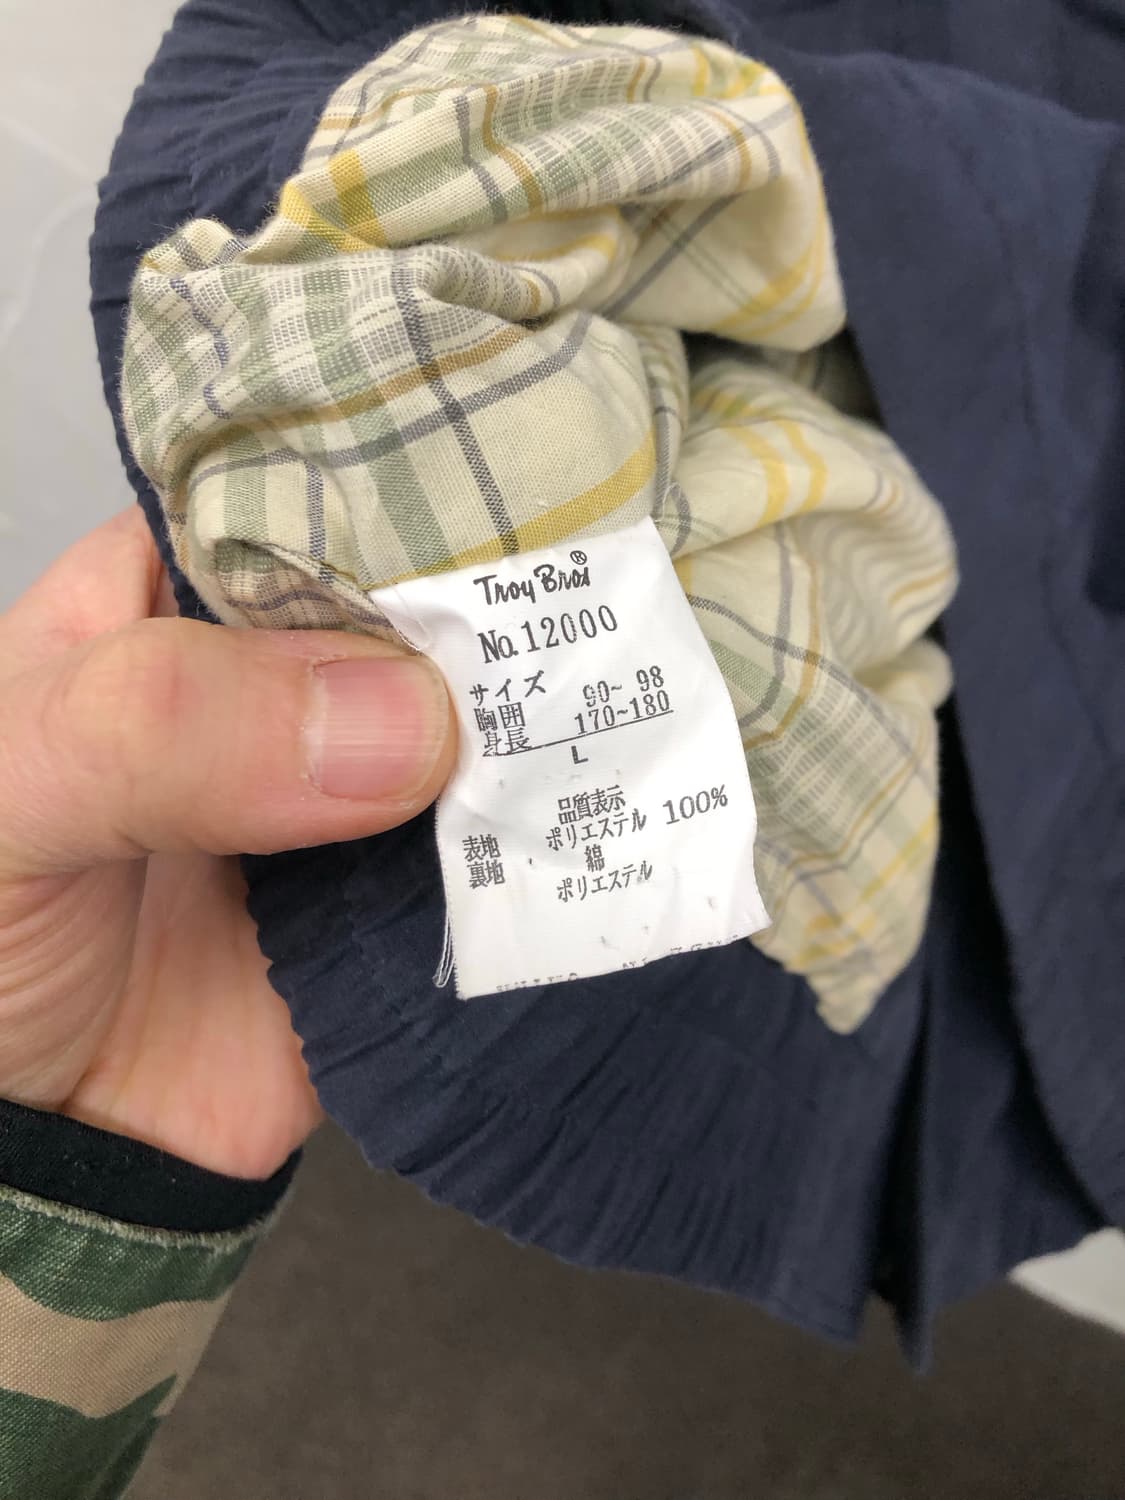 Troy Bros®
No.12000
サイズ
胸囲 90~ 98
身長 170~180
L
品質表示
表地 ポリエステル 100%
裏地 綿
ポリエステル